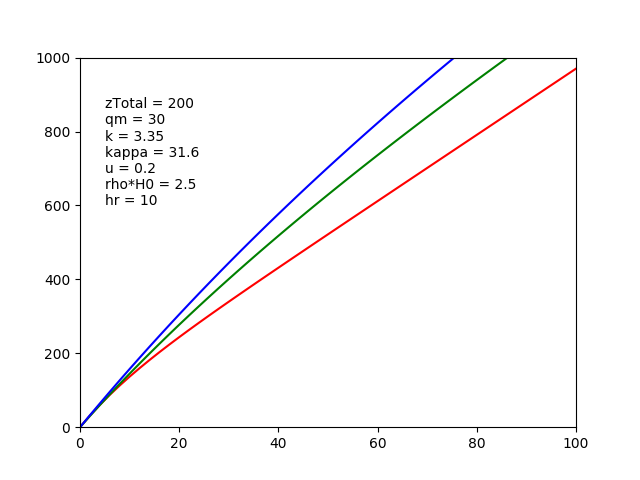 1000
800
600
400
200
0
zTotal = 200
qm = 30
k = 3.35
kappa = 31.6
u = 0.2
rho*H0 = 2.5
hr = 10
0 20 40 60 80 100